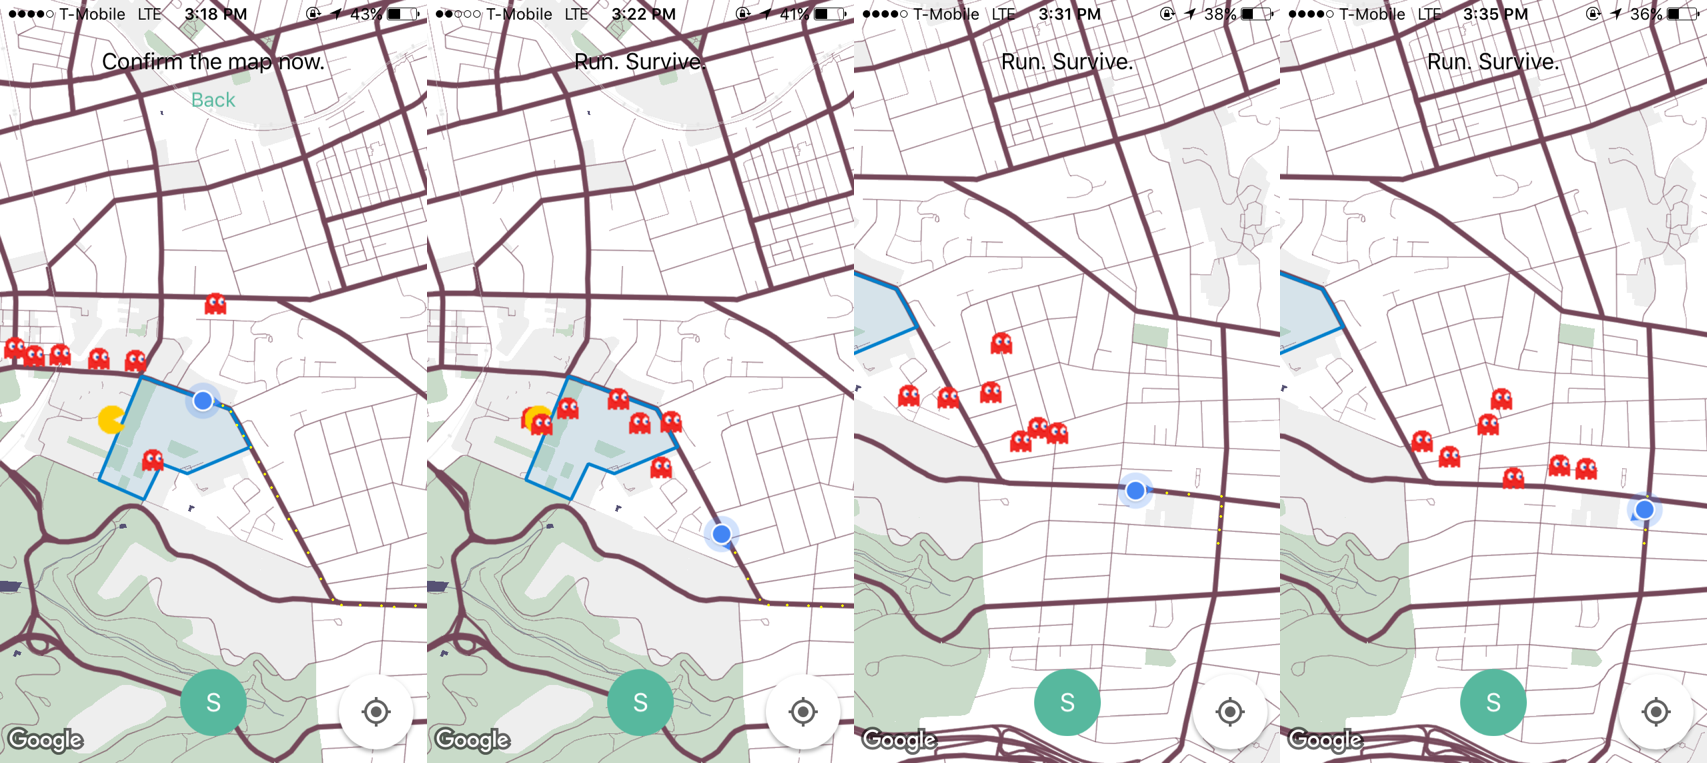 T-Mobile LTE 3:18 PM 43%
Confirm the map now.
Back
S
Google
T-Mobile LTE 3:22 PM 41%
Run. Survive.
S
Google
T-Mobile LTE 3:31 PM 38%
Run. Survive.
S
Google
T-Mobile LTE 3:35 PM 36%
Run. Survive.
S
Google